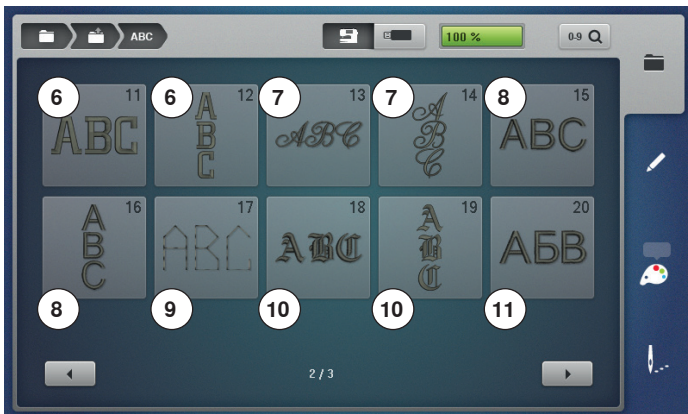 ABC
100 %
0-9
6 11 6 12 7 13 7 14 8 15
ABC A B C ABC A B C ABC
16 17 18 19 20
A B C ABC ABC A B C АБВ
8 9 10 10 11
2 / 3